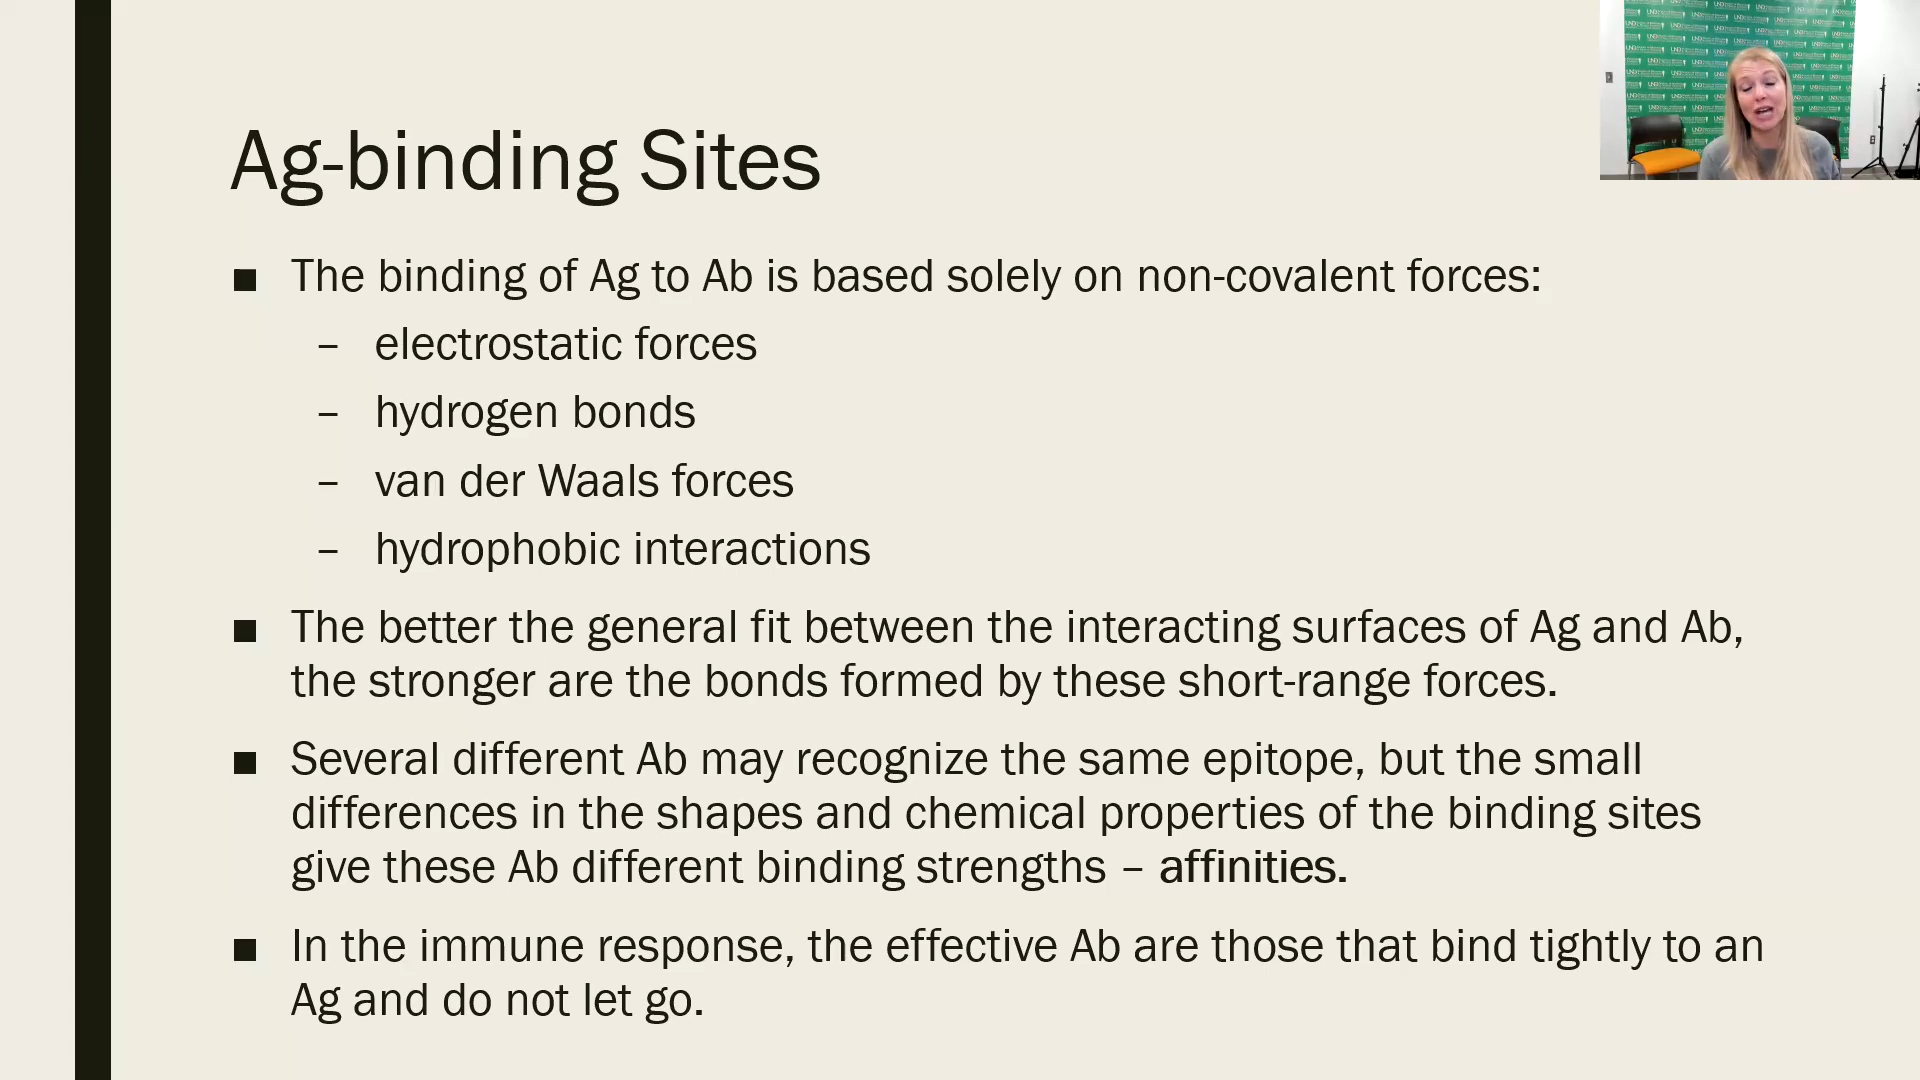 Ag-binding Sites
■ The binding of Ag to Ab is based solely on non-covalent forces:
– electrostatic forces
– hydrogen bonds
– van der Waals forces
– hydrophobic interactions
■ The better the general fit between the interacting surfaces of Ag and Ab,
the stronger are the bonds formed by these short-range forces.
■ Several different Ab may recognize the same epitope, but the small
differences in the shapes and chemical properties of the binding sites
give these Ab different binding strengths – affinities.
■ In the immune response, the effective Ab are those that bind tightly to an
Ag and do not let go.